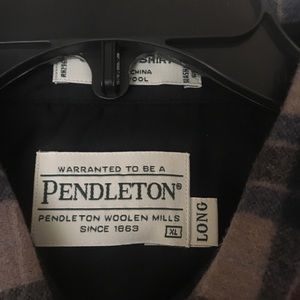 SHIRT
CHINA
WOOL
WARRANTED TO BE A
PENDLETON®
PENDLETON WOOLEN MILLS
SINCE 1863
XL
LONG